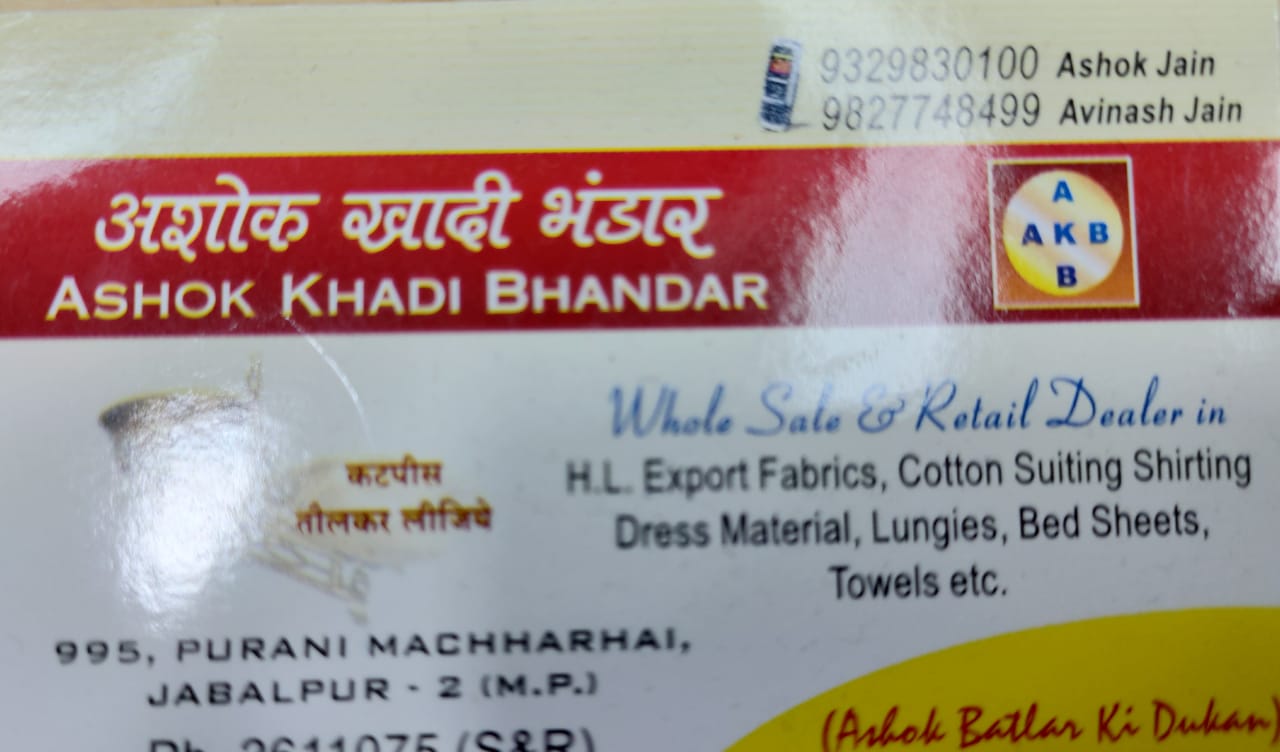 9329830100 Ashok Jain
9827748499 Avinash Jain
अशोक खादी भंडार
ASHOK KHADI BHANDAR
A
A K B
B
Whole Sale & Retail Dealer in
H.L. Export Fabrics, Cotton Suiting Shirting
Dress Material, Lungies, Bed Sheets,
Towels etc.
कटपीस
तौलकर लीजिये
995, PURANI MACHHARHAI,
JABALPUR - 2 (M.P.)
Ph. 2611075 (S&R)
(Ashok Batlar Ki Dukan)